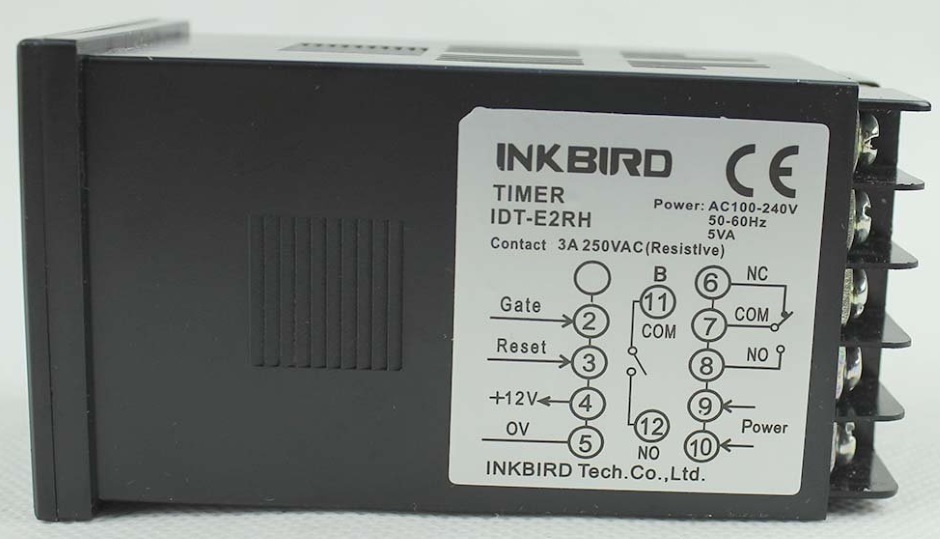 INKBIRD CE
TIMER
IDT-E2RH
Power: AC100-240V
50-60Hz
5VA
Contact 3A 250VAC (Resistive)
B
6 NC
11
Gate
2
COM
7 COM
Reset
3
8 NO
+12V
4
9
Power
0V
5
12
NO
10
INKBIRD Tech.Co.,Ltd.